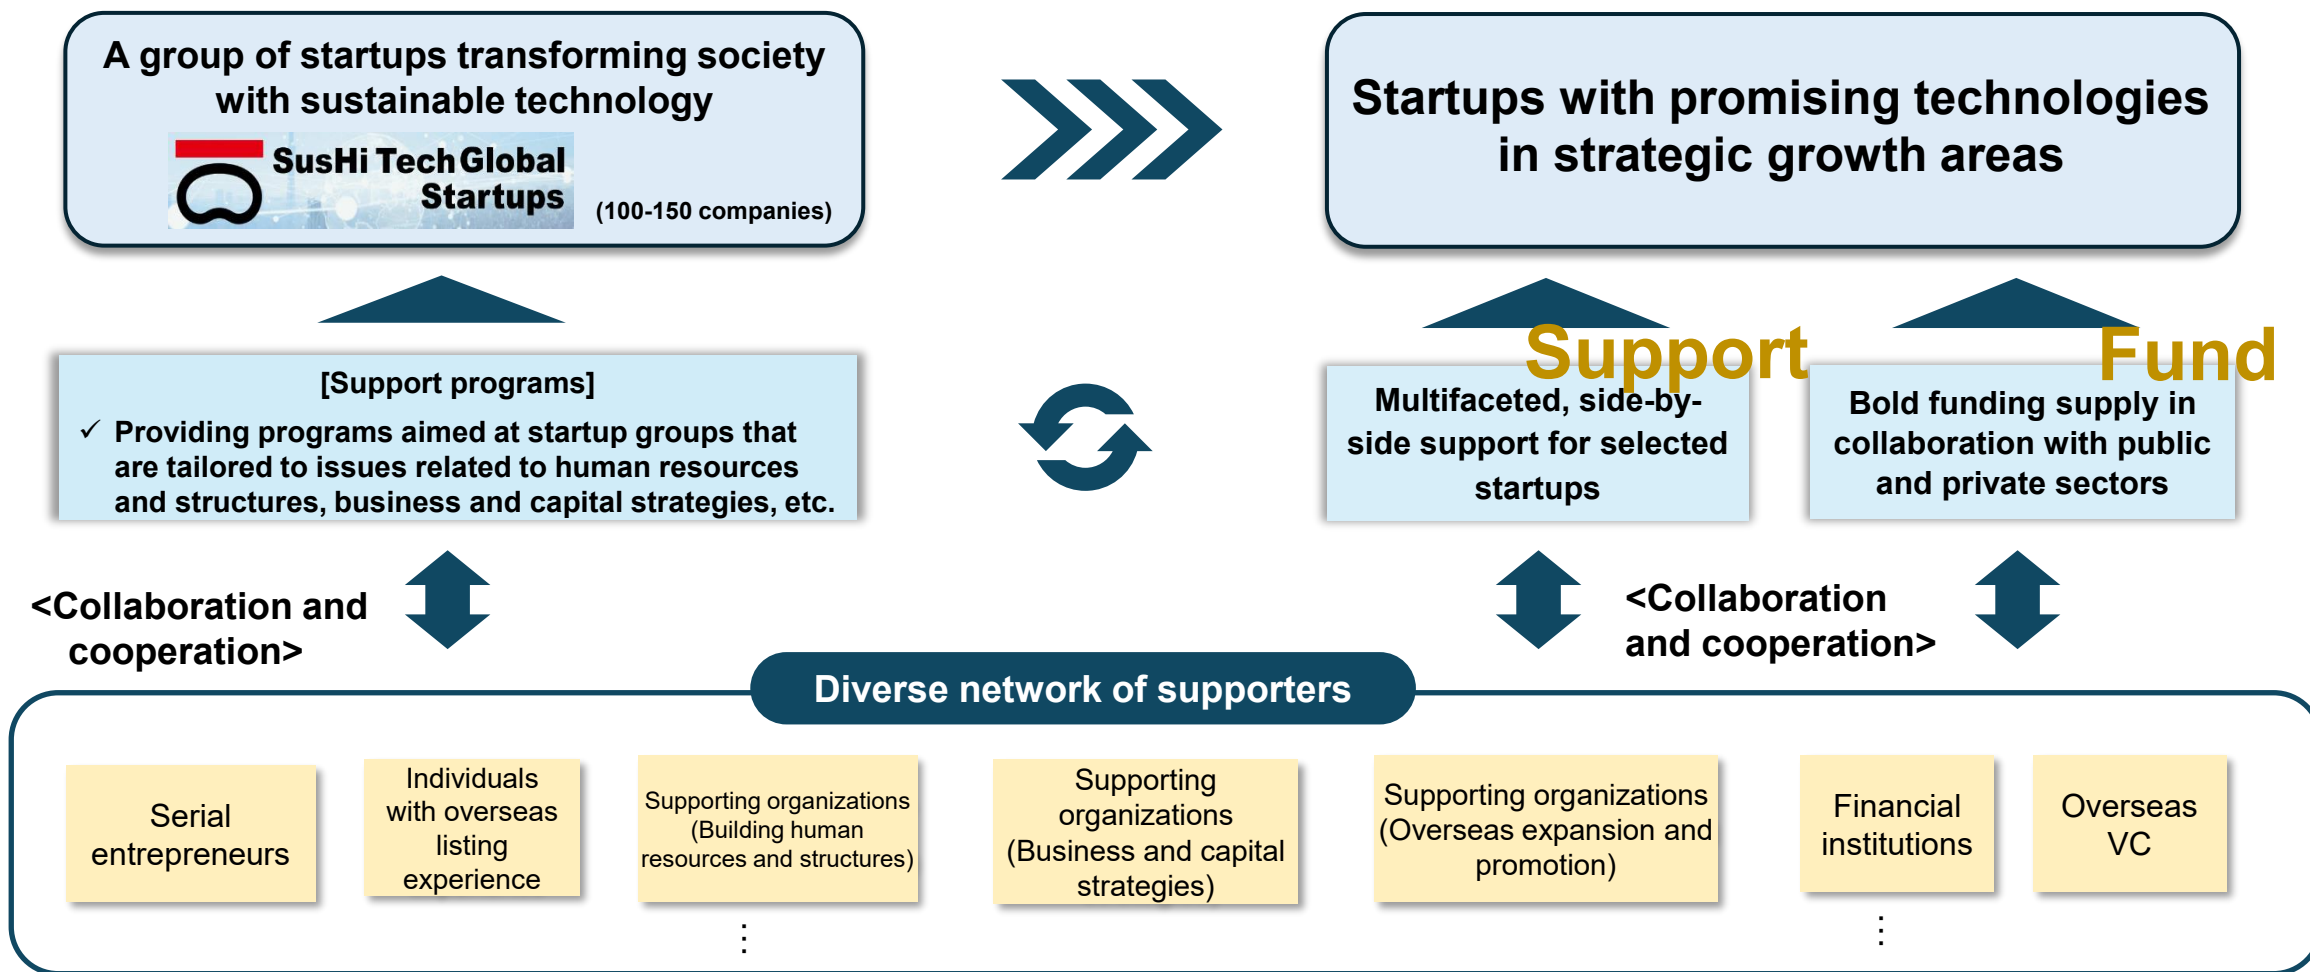 A group of startups transforming society
with sustainable technology
SusHi Tech Global
Startups
(100-150 companies)
Startups with promising technologies
in strategic growth areas
[Support programs]
✓ Providing programs aimed at startup groups that
are tailored to issues related to human resources
and structures, business and capital strategies, etc.
Support
Multifaceted, side-by-
side support for selected
startups
Fund
Bold funding supply in
collaboration with public
and private sectors
<Collaboration and
cooperation>
<Collaboration
and cooperation>
Diverse network of supporters
Serial
entrepreneurs
Individuals
with overseas
listing
experience
Supporting organizations
(Building human
resources and structures)
⋮
Supporting
organizations
(Business and capital
strategies)
Supporting organizations
(Overseas expansion and
promotion)
Financial
institutions
⋮
Overseas
VC